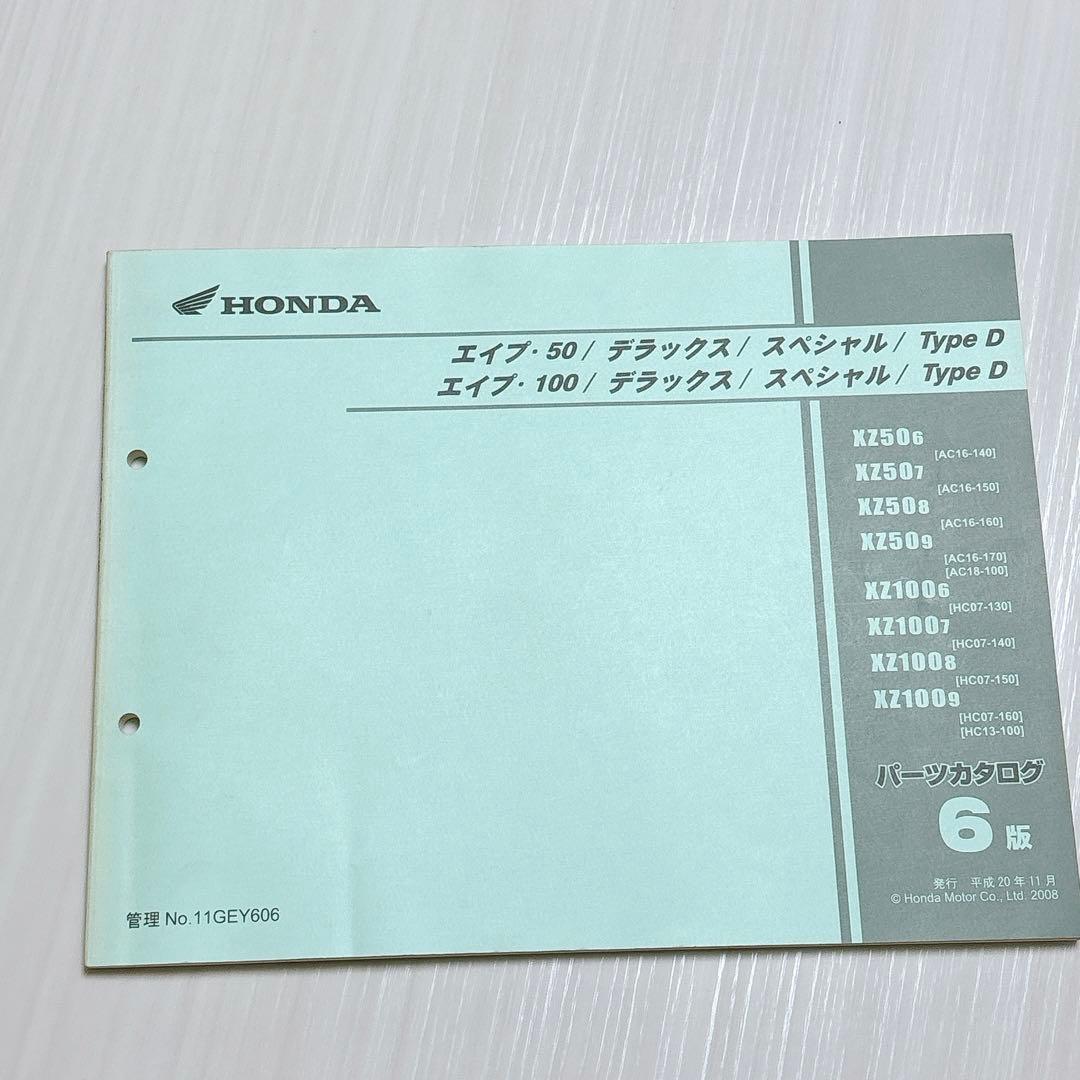 HONDA
エイプ・50/ デラックス/ スペシャル/ Type D
エイプ・100/ デラックス/ スペシャル/ Type D
XZ506
[AC16-140]
XZ507
[AC16-150]
XZ508
[AC16-160]
XZ509
[AC16-170]
[AC18-100]
XZ1006
[HC07-130]
XZ1007
[HC07-140]
XZ1008
[HC07-150]
XZ1009
[HC07-160]
[HC13-100]
パーツカタログ
6版
発行 平成20年11月
© Honda Motor Co., Ltd. 2008
管理 No.11GEY606